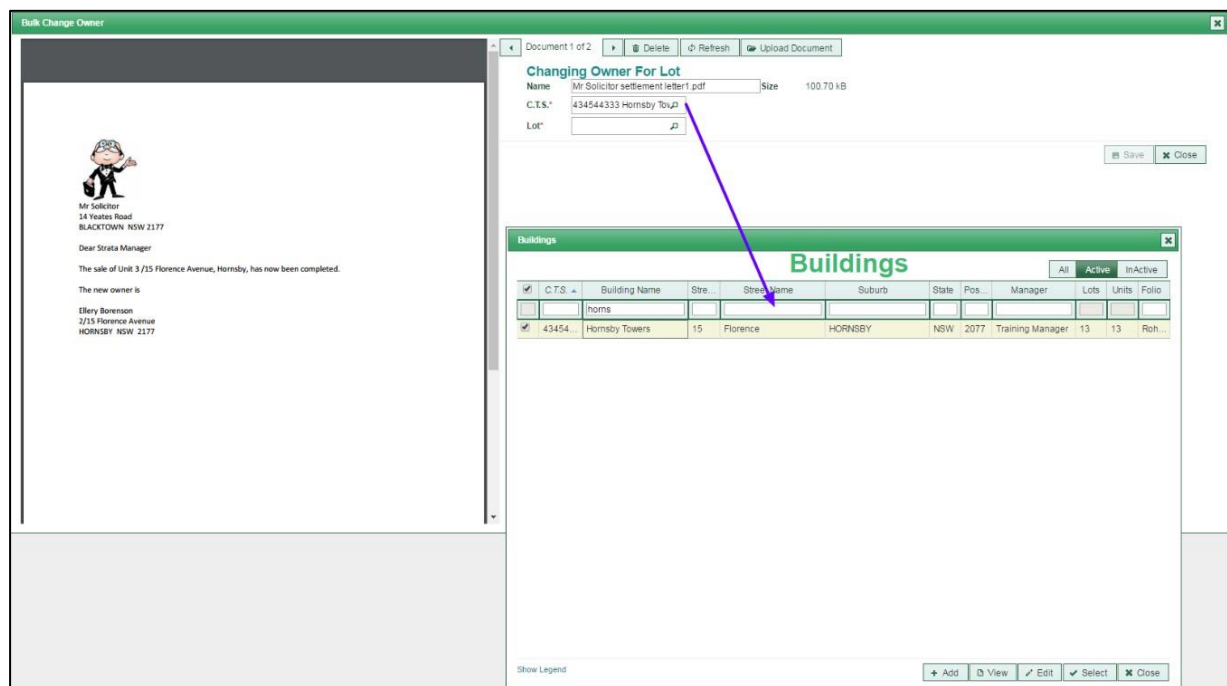 Bulk Change Owner
Document 1 of 2 Delete Refresh Upload Document
Changing Owner For Lot
Name Mr Solicitor settlement letter1.pdf Size 100.70 kB
C.T.S.* 434544333 Hornsby Tow
Lot*
Save Close
Mr Solicitor
14 Yeates Road
BLACKTOWN NSW 2177
Dear Strata Manager
The sale of Unit 3 /15 Florence Avenue, Hornsby, has now been completed.
The new owner is
Ellery Borenson
2/15 Florence Avenue
HORNSBY NSW 2177
Buildings
Buildings
All Active InActive
C.T.S. Building Name Stre... Street Name Suburb State Pos... Manager Lots Units Folio
horns
43454... Hornsby Towers 15 Florence HORNSBY NSW 2077 Training Manager 13 13 Roh...
Show Legend
+ Add View Edit Select Close